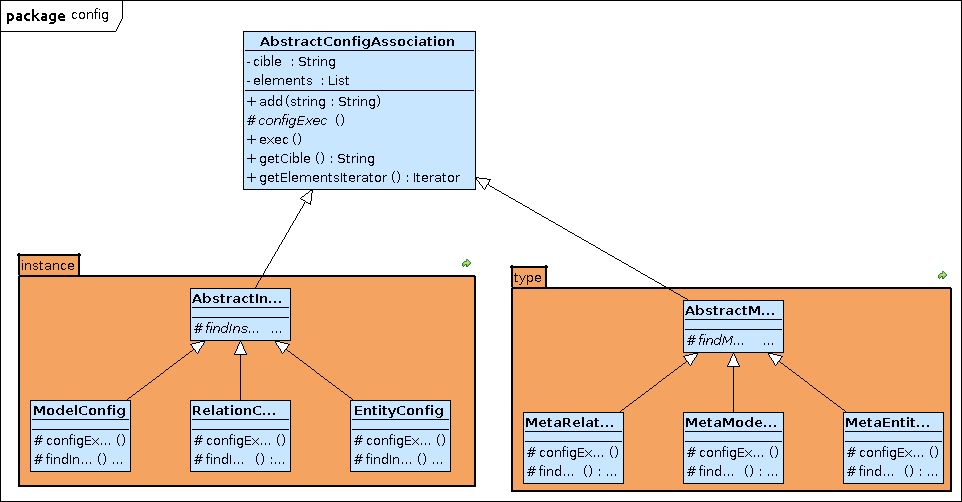 package config
AbstractConfigAssociation
- cible : String
- elements : List
+ add (string : String)
# configExec ()
+ exec ()
+ getCible () : String
+ getElementsIterator () : Iterator
instance
AbstractIn...
# findIns... ...
ModelConfig
# configEx... ()
# findIn... () ...
RelationC...
# configEx... ()
# findI... () :...
EntityConfig
# configEx... ()
# findIn... () ...
type
AbstractM...
# findM... ...
MetaRelat...
# configEx... ()
# find... () : ...
MetaMode...
# configEx... ()
# find... () : ...
MetaEntit...
# configEx... ()
# find... () : ...